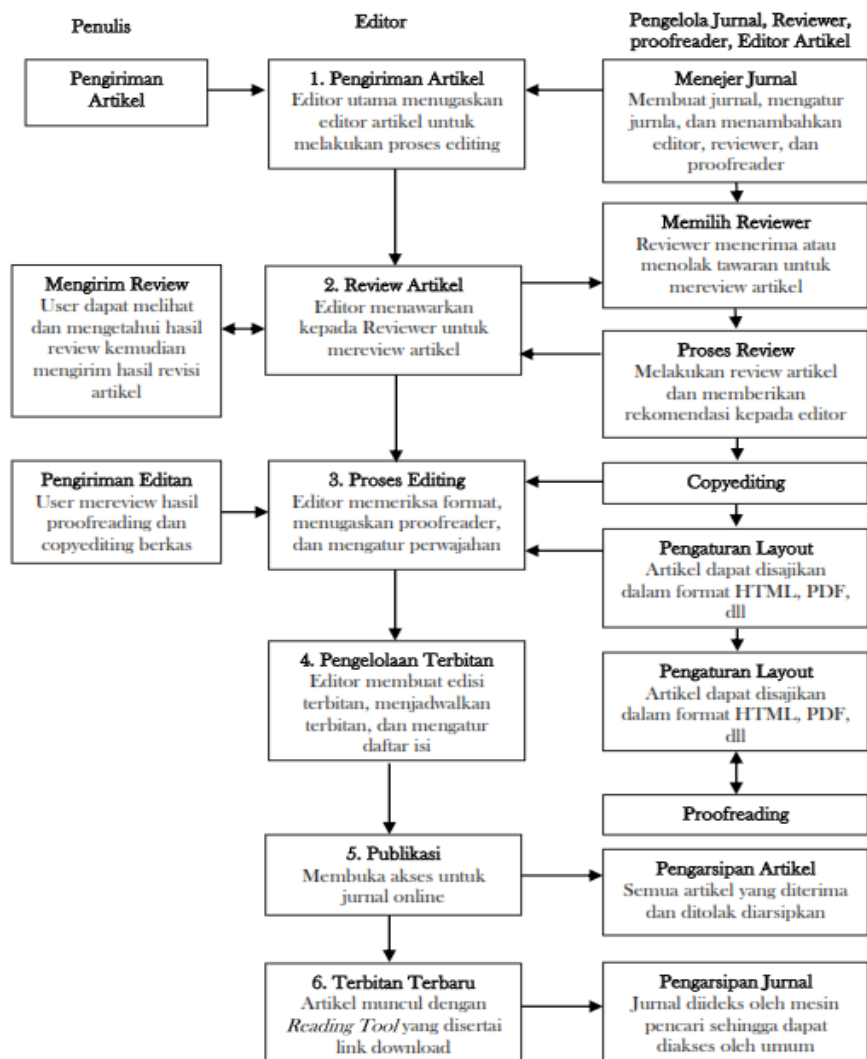 Penulis
Editor
Pengelola Jurnal, Reviewer,
proofreader, Editor Artikel
Pengiriman
Artikel
1. Pengiriman Artikel
Editor utama menugaskan
editor artikel untuk
melakukan proses editing
Menejer Jurnal
Membuat jurnal, mengatur
jurnla, dan menambahkan
editor, reviewer, dan
proofreader
Memilih Reviewer
Reviewer menerima atau
menolak tawaran untuk
mereview artikel
Mengirim Review
User dapat melihat
dan mengetahui hasil
review kemudian
mengirim hasil revisi
artikel
2. Review Artikel
Editor menawarkan
kepada Reviewer untuk
mereview artikel
Proses Review
Melakukan review artikel
dan memberikan
rekomendasi kepada editor
Pengiriman Editan
User mereview hasil
proofreading dan
copyediting berkas
3. Proses Editing
Editor memeriksa format,
menugaskan proofreader,
dan mengatur perwajahan
Copyediting
Pengaturan Layout
Artikel dapat disajikan
dalam format HTML, PDF,
dll
4. Pengelolaan Terbitan
Editor membuat edisi
terbitan, menjadwalkan
terbitan, dan mengatur
daftar isi
Pengaturan Layout
Artikel dapat disajikan
dalam format HTML, PDF,
dll
Proofreading
5. Publikasi
Membuka akses untuk
jurnal online
Pengarsipan Artikel
Semua artikel yang diterima
dan ditolak diarsipkan
6. Terbitan Terbaru
Artikel muncul dengan
Reading Tool yang disertai
link download
Pengarsipan Jurnal
Jurnal diideks oleh mesin
pencari sehingga dapat
diakses oleh umum